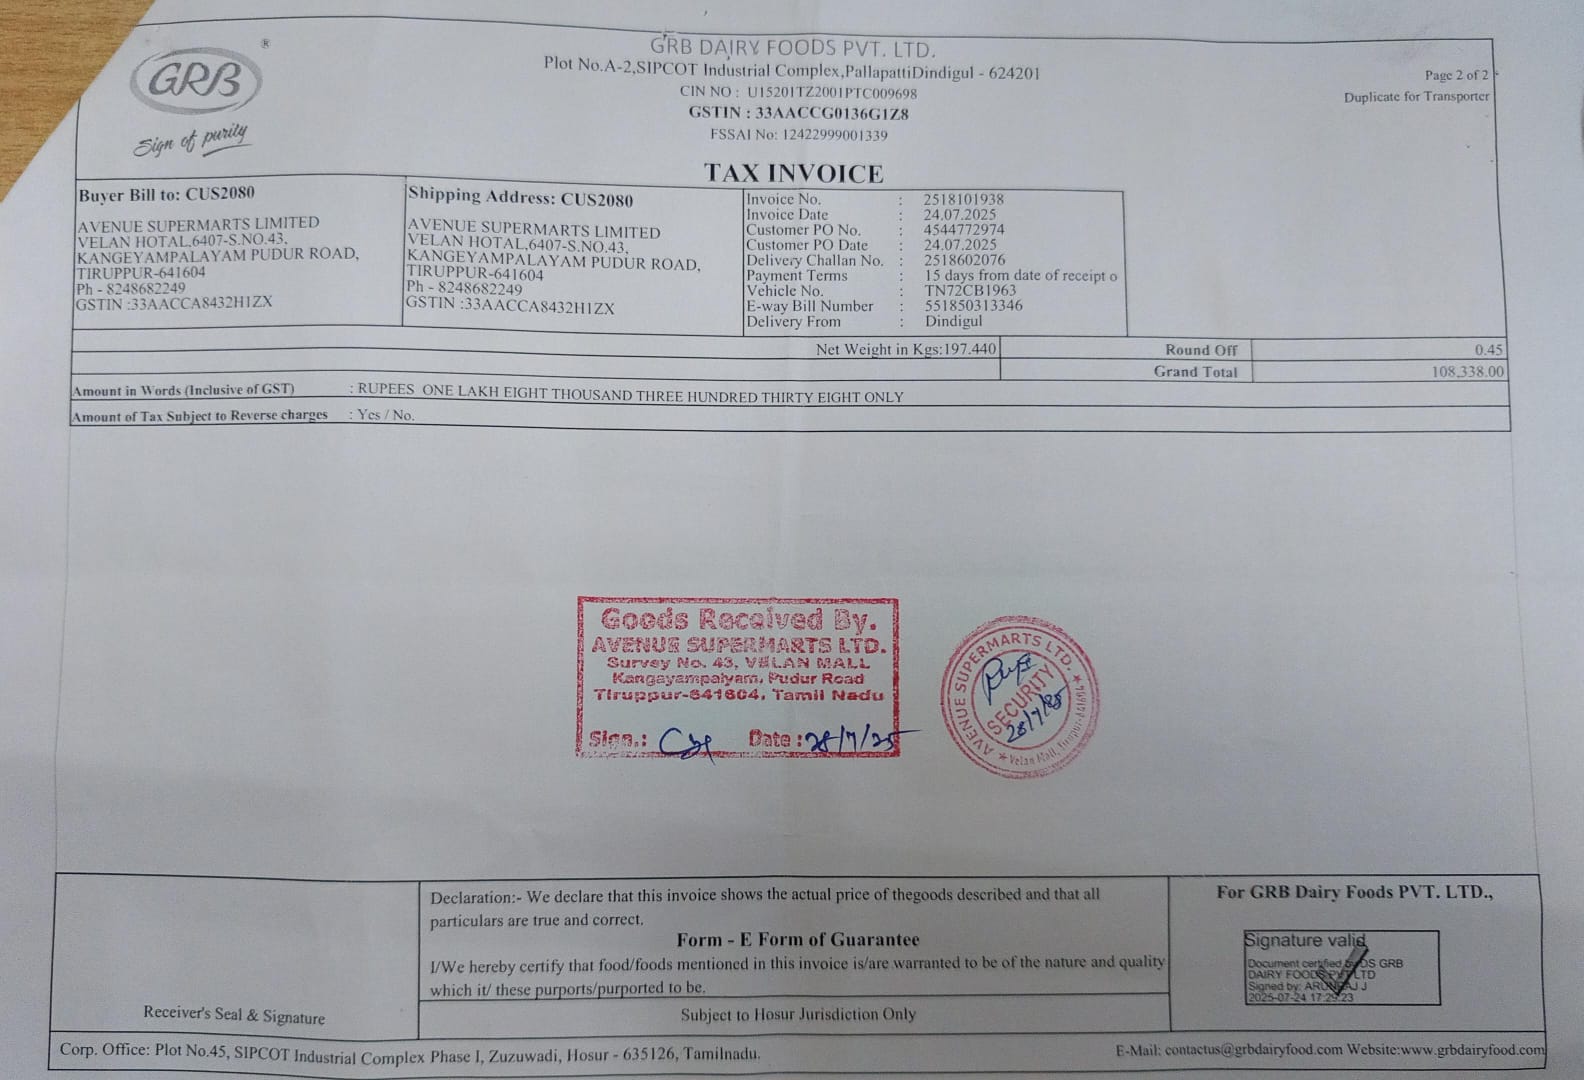 GRB ®
Sign of purity
GRB DAIRY FOODS PVT. LTD.
Plot No.A-2,SIPCOT Industrial Complex,PallapattiDindigul - 624201
CIN NO : U15201TZ2001PTC009698
GSTIN : 33AACCG0136G1Z8
FSSAI No: 12422999001339
Page 2 of 2
Duplicate for Transporter
TAX INVOICE
Buyer Bill to: CUS2080
AVENUE SUPERMARTS LIMITED
VELAN HOTAL,6407-S.NO.43,
KANGEYAMPALAYAM PUDUR ROAD,
TIRUPPUR-641604
Ph - 8248682249
GSTIN :33AACCA8432H1ZX
Shipping Address: CUS2080
AVENUE SUPERMARTS LIMITED
VELAN HOTAL,6407-S.NO.43,
KANGEYAMPALAYAM PUDUR ROAD,
TIRUPPUR-641604
Ph - 8248682249
GSTIN :33AACCA8432H1ZX
Invoice No. : 2518101938
Invoice Date : 24.07.2025
Customer PO No. : 4544772974
Customer PO Date : 24.07.2025
Delivery Challan No. : 2518602076
Payment Terms : 15 days from date of receipt o
Vehicle No. : TN72CB1963
E-way Bill Number : 551850313346
Delivery From : Dindigul
Net Weight in Kgs:197.440 Round Off 0.45
Grand Total 108,338.00
Amount in Words (Inclusive of GST) : RUPEES ONE LAKH EIGHT THOUSAND THREE HUNDRED THIRTY EIGHT ONLY
Amount of Tax Subject to Reverse charges : Yes / No.
Goods Received By.
AVENUE SUPERMARTS LTD.
Survey No. 43, VELAN MALL
Kangayampalyam, Pudur Road
Tiruppur-641604, Tamil Nadu
Sign.: Date : 28/7/25
AVENUE SUPERMARTS LTD.
SECURITY
28/7/25
Velan Mall, Tirupur-641604
Declaration:- We declare that this invoice shows the actual price of thegoods described and that all
particulars are true and correct.
Form - E Form of Guarantee
I/We hereby certify that food/foods mentioned in this invoice is/are warranted to be of the nature and quality
which it/ these purports/purported to be.
Subject to Hosur Jurisdiction Only
Receiver's Seal & Signature
For GRB Dairy Foods PVT. LTD.,
Signature valid
Document certified by DS GRB
DAIRY FOODS PVT LTD
Signed by: ARUNRAJ J
2025-07-24 17:29:23
Corp. Office: Plot No.45, SIPCOT Industrial Complex Phase I, Zuzuwadi, Hosur - 635126, Tamilnadu.
E-Mail: contactus@grbdairyfood.com Website:www.grbdairyfood.com